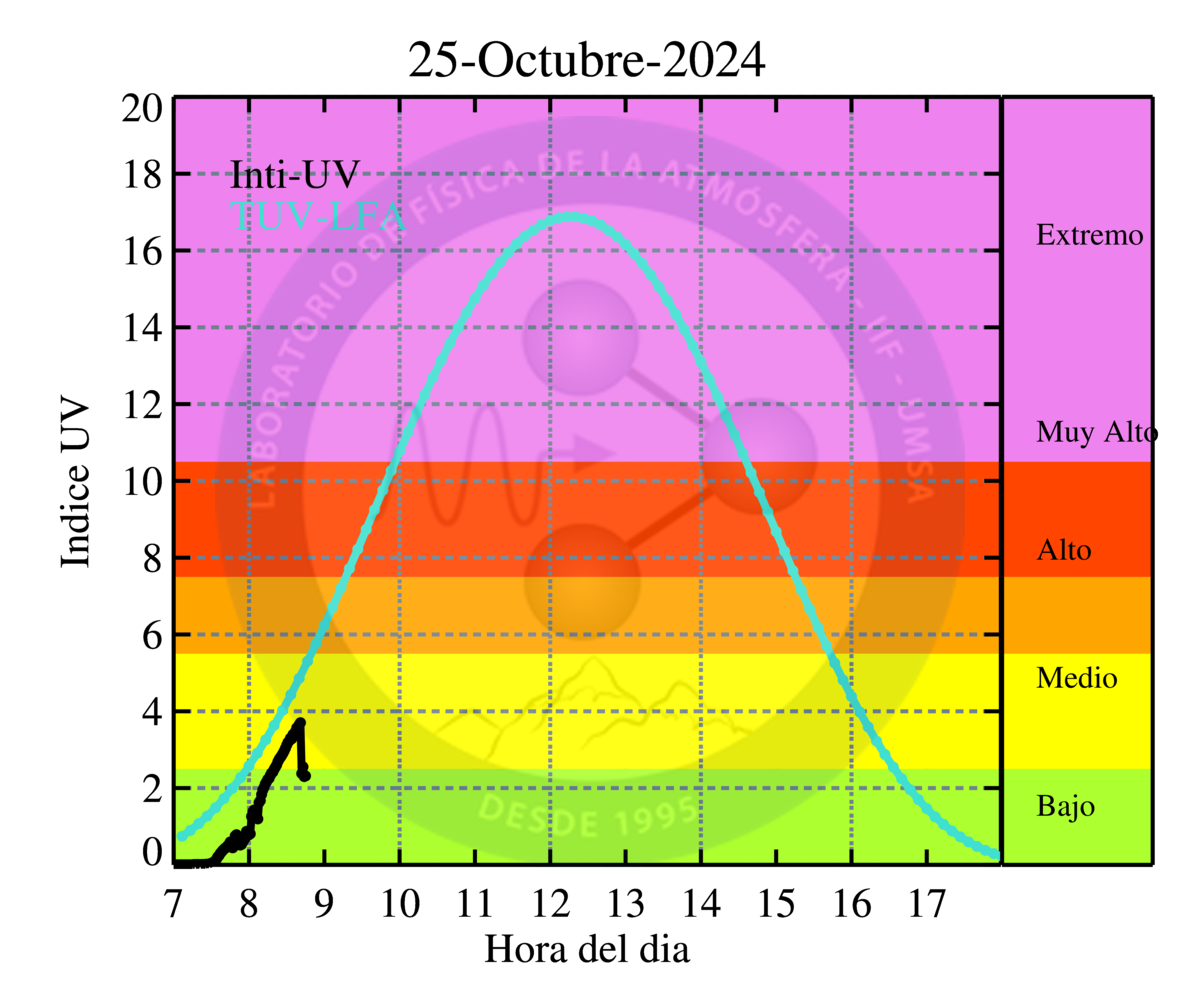 25-Octubre-2024
20
18
16
14
12
10
8
6
4
2
0
Indice UV
Inti-UV
TUV-LFA
LABORATORIO DE FÍSICA DE LA ATMÓSFERA - IIF - UMSA
DESDE 1995
Extremo
Muy Alto
Alto
Medio
Bajo
7 8 9 10 11 12 13 14 15 16 17
Hora del dia